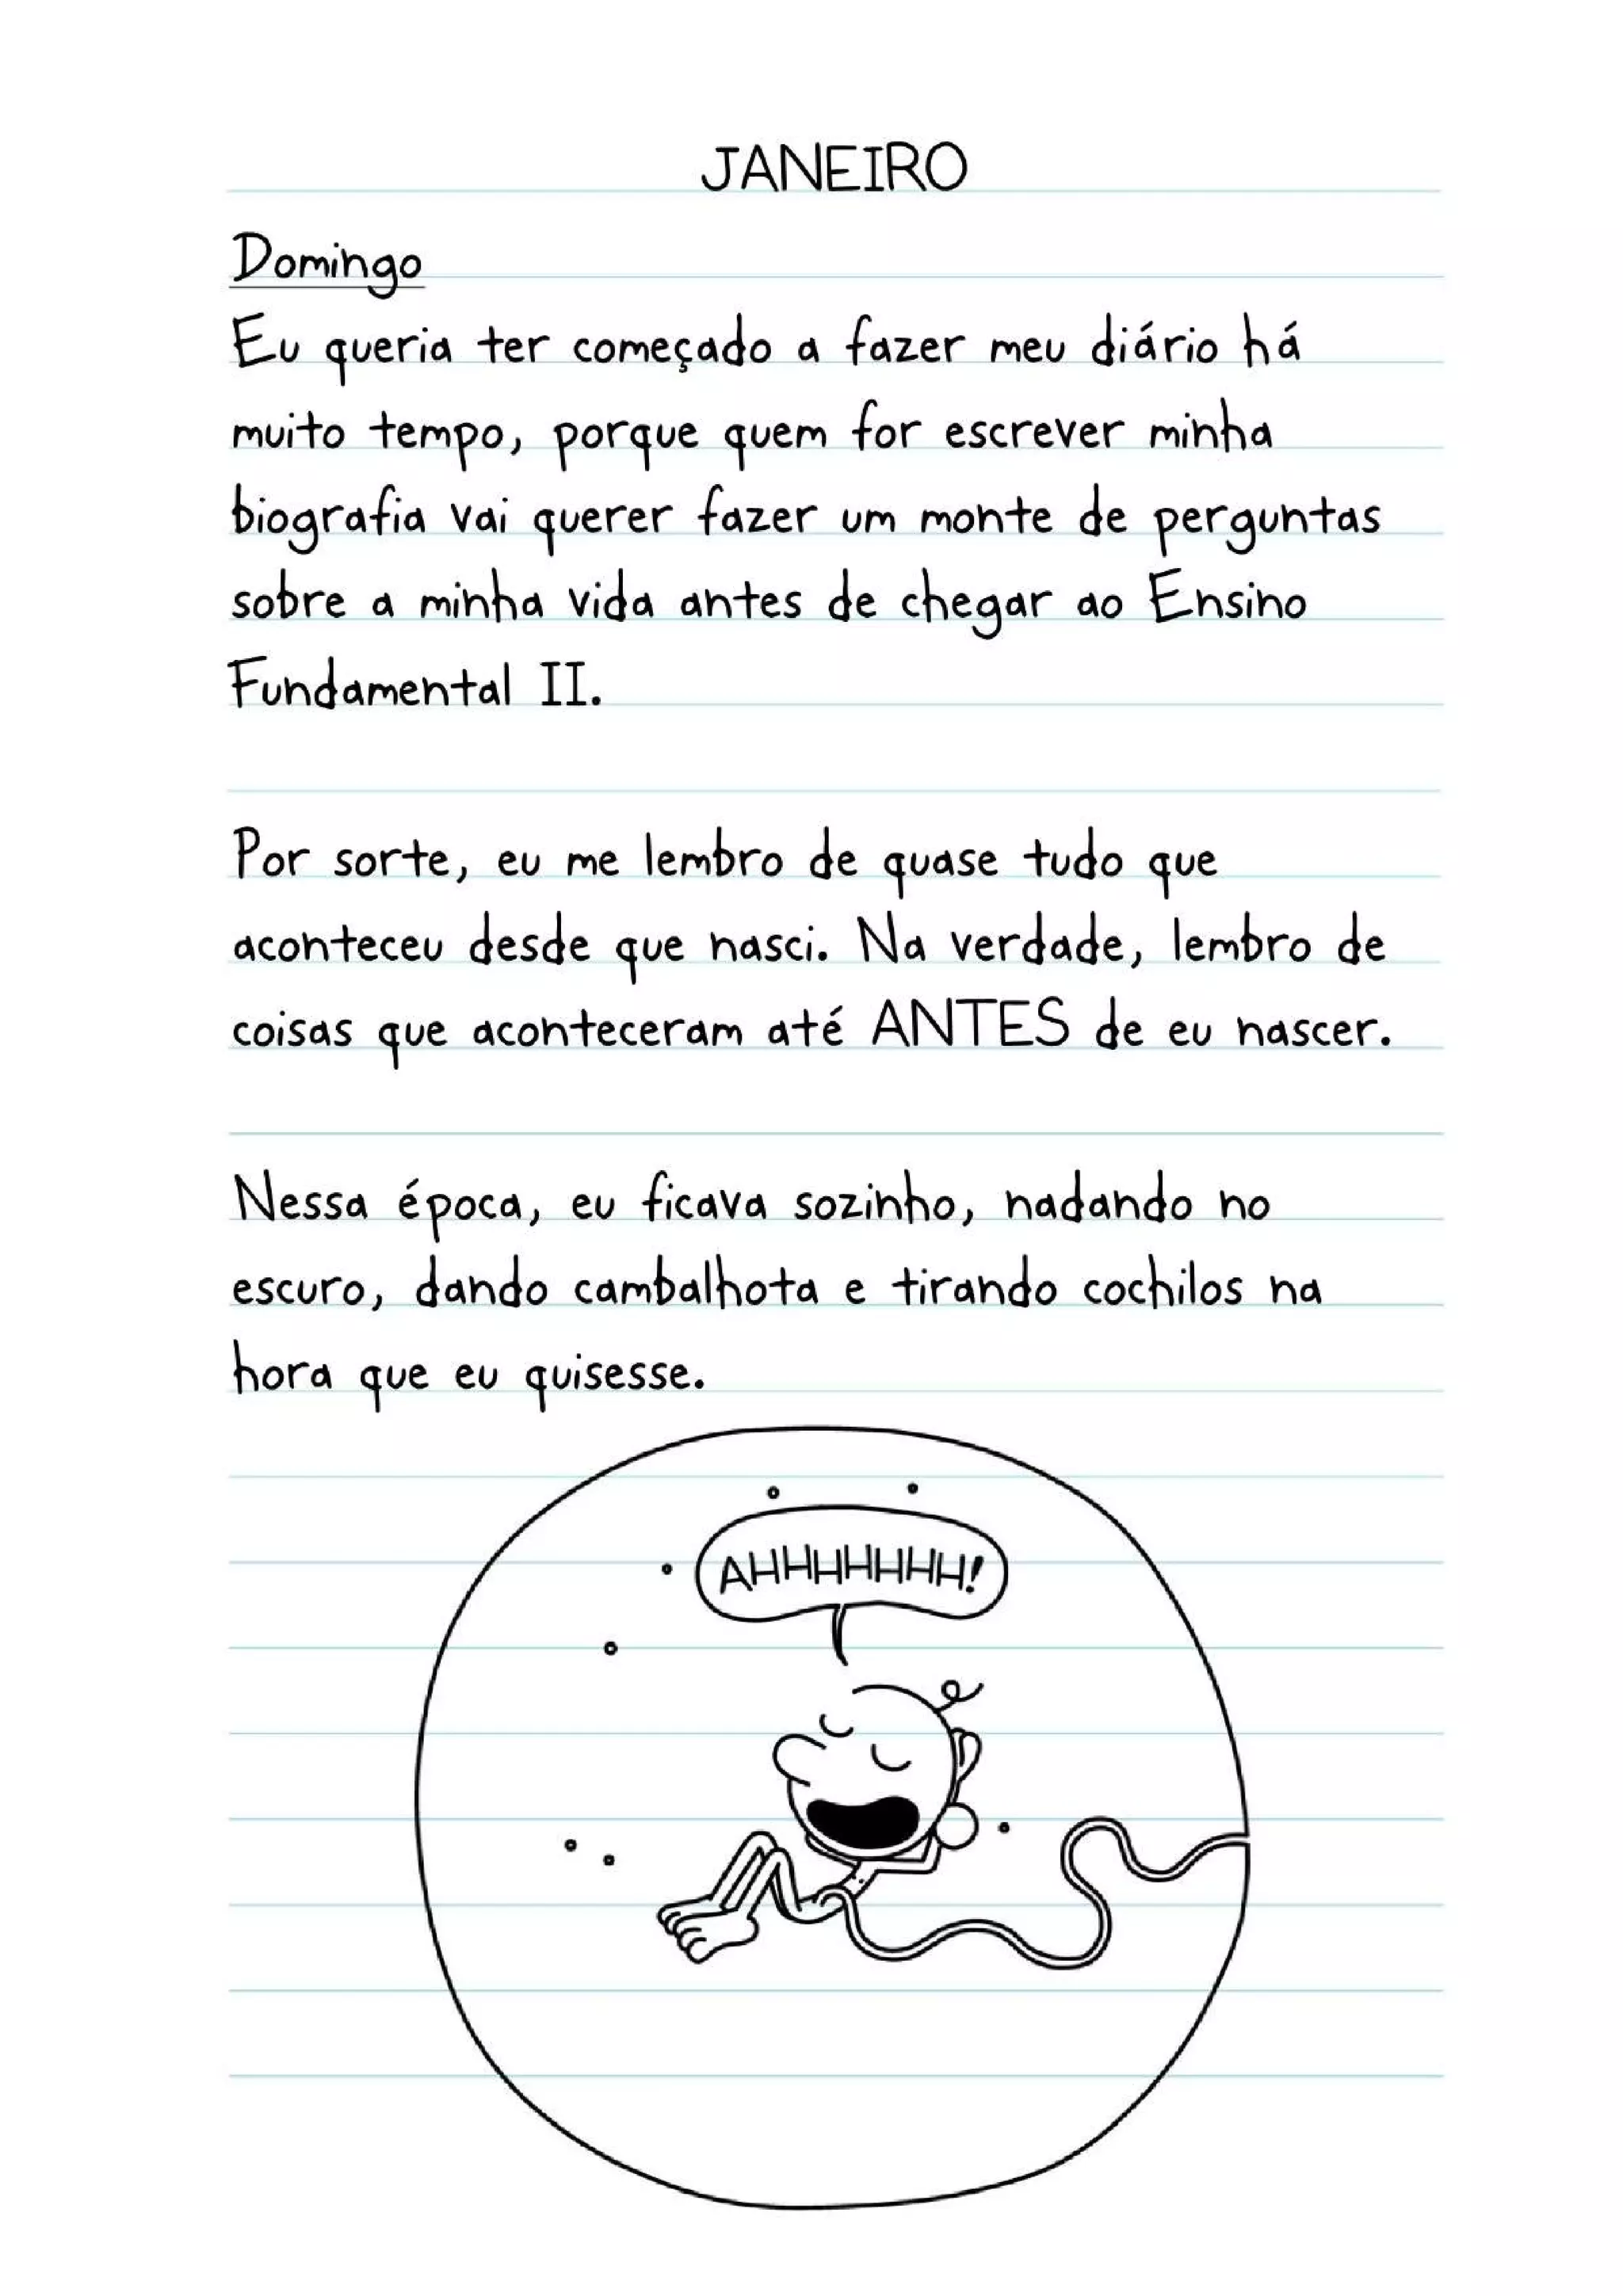 JANEIRO
Domingo
Eu queria ter começado a fazer meu diário há
muito tempo, porque quem for escrever minha
biografia vai querer fazer um monte de perguntas
sobre a minha vida antes de chegar ao Ensino
Fundamental II.
Por sorte, eu me lembro de quase tudo que
aconteceu desde que nasci. Na verdade, lembro de
coisas que aconteceram até ANTES de eu nascer.
Nessa época, eu ficava sozinho, nadando no
escuro, dando cambalhota e tirando cochilos na
hora que eu quisesse.
AHHHHHHH!